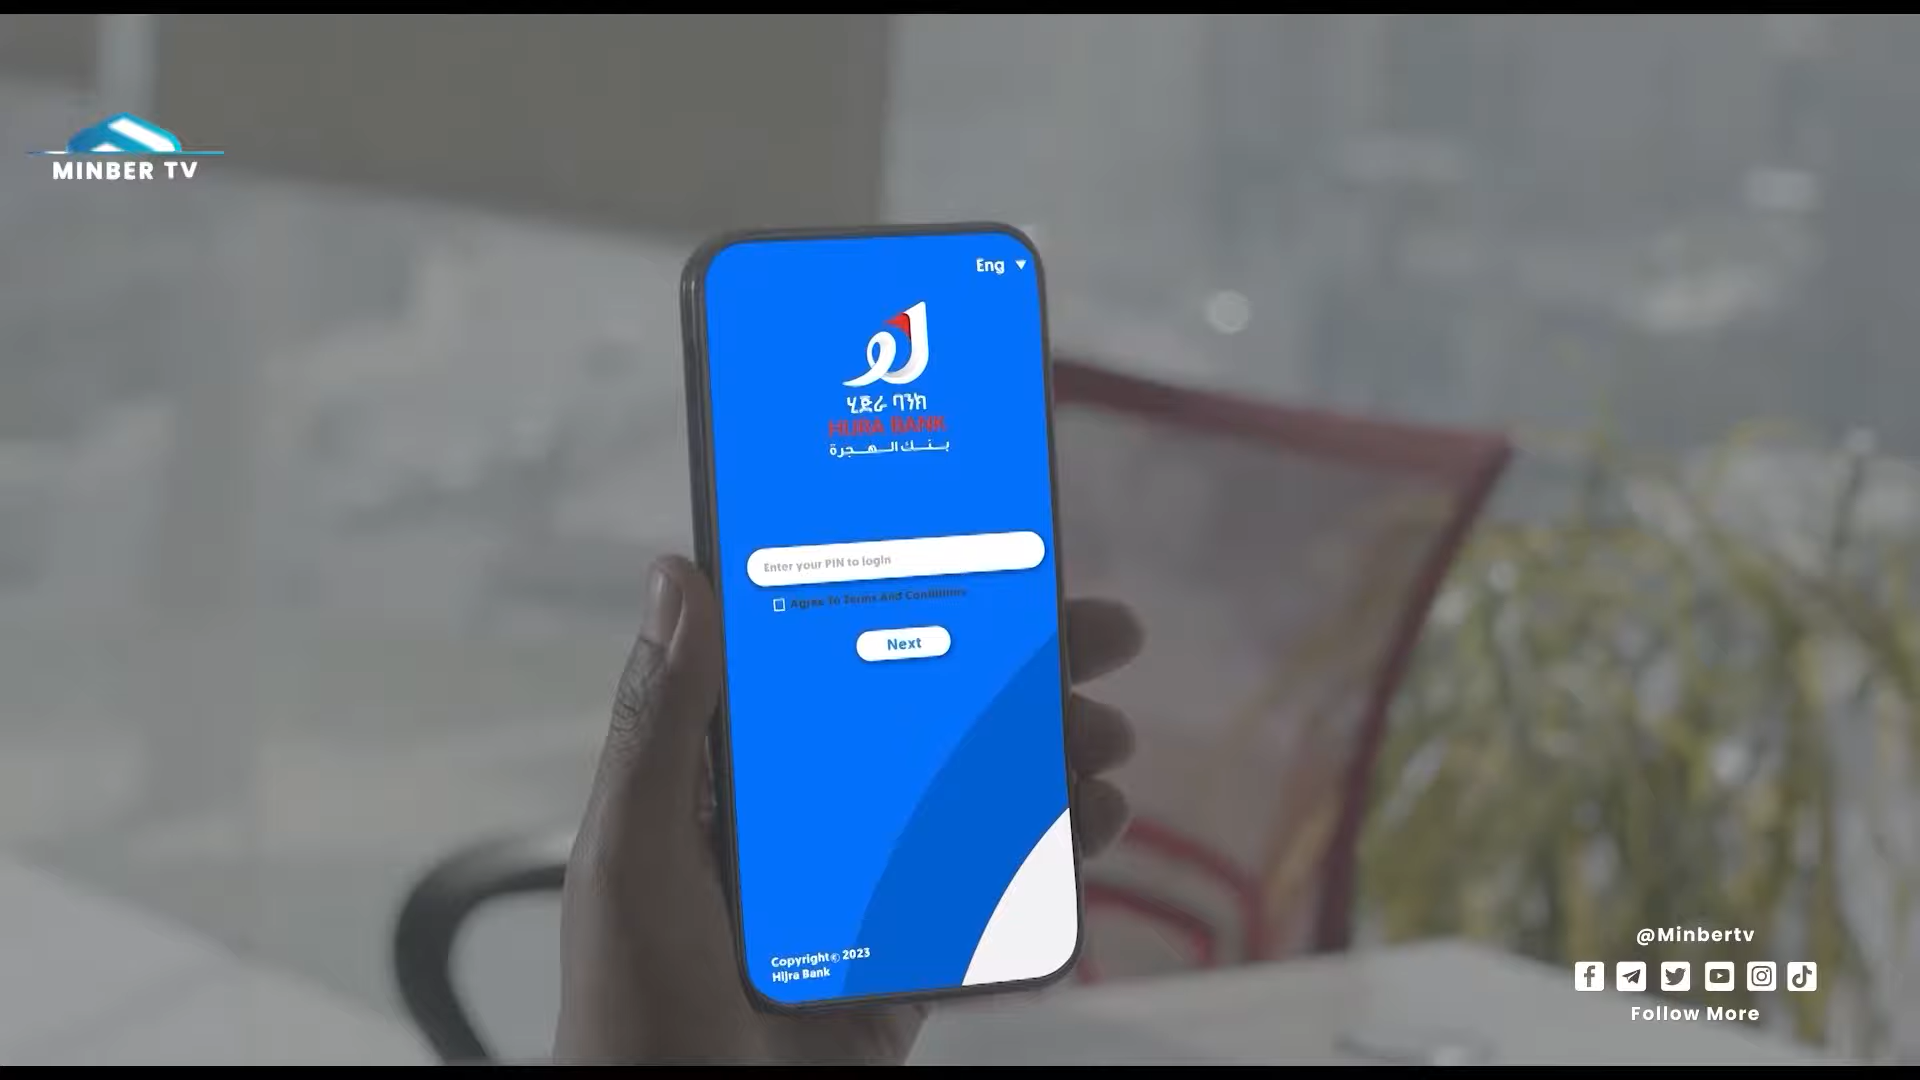 MINBER TV
Eng
ሂጅራ ባንክ
HIJRA BANK
بنك الهجرة
Enter your PIN to login
Agree To Terms And Conditions
Next
Copyright© 2023
Hijra Bank
@Minbertv
Follow More